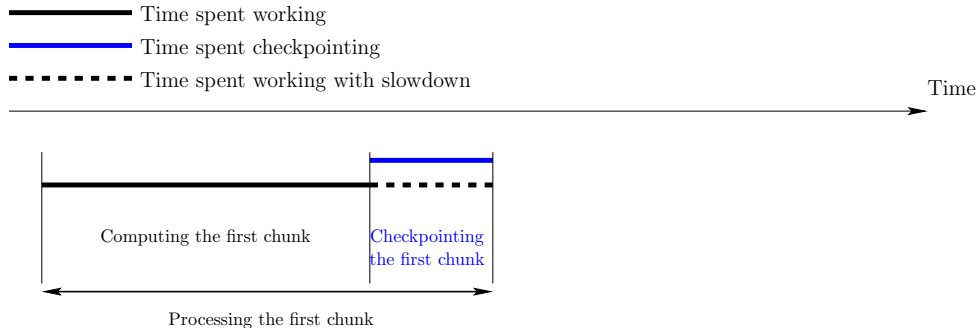 Time spent working
Time spent checkpointing
Time spent working with slowdown
Time
Computing the first chunk
Checkpointing
the first chunk
Processing the first chunk